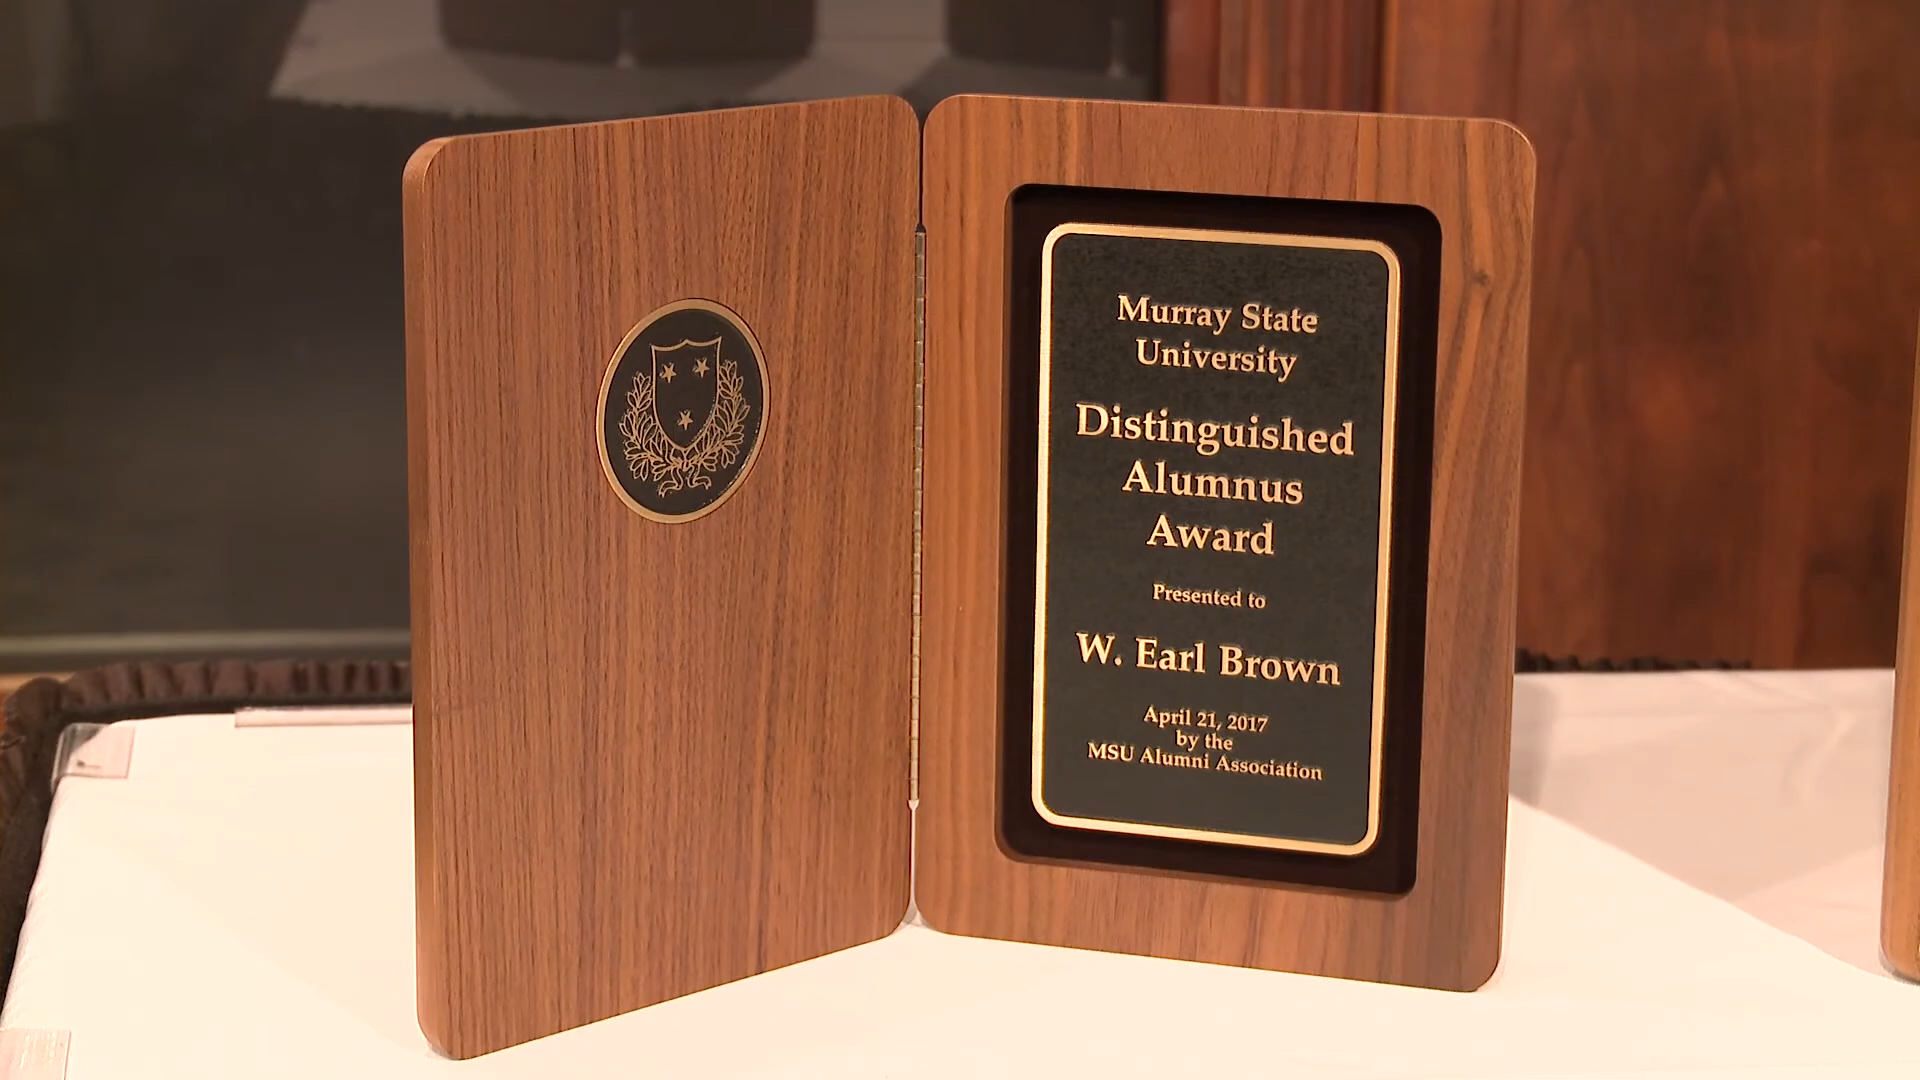 Murray State
University
Distinguished
Alumnus
Award
Presented to
W. Earl Brown
April 21, 2017
by the
MSU Alumni Association